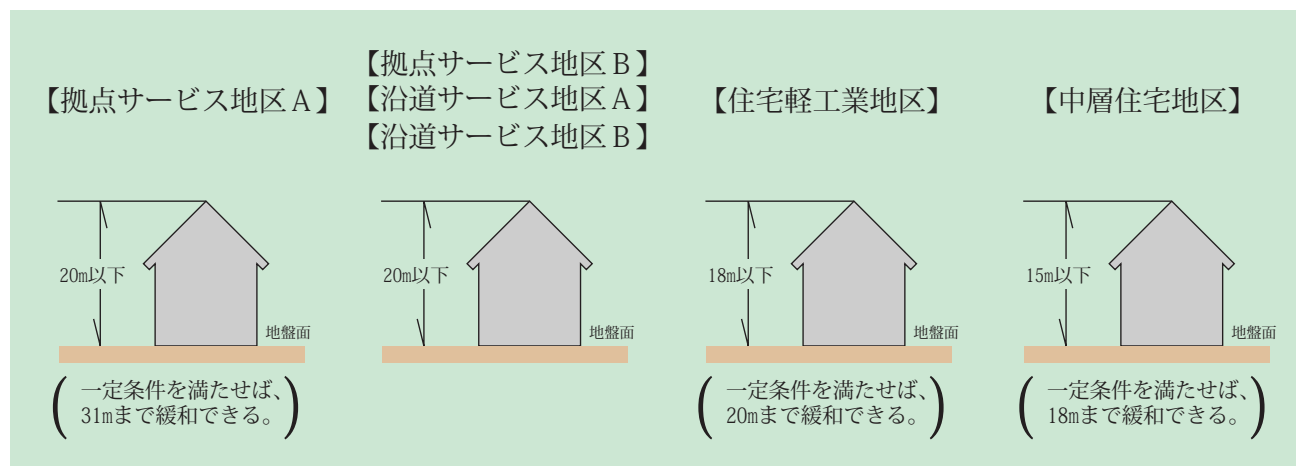 【拠点サービス地区A】
20m以下
地盤面
一定条件を満たせば、
31mまで緩和できる。
【拠点サービス地区B】
【沿道サービス地区A】
【沿道サービス地区B】
20m以下
地盤面
【住宅軽工業地区】
18m以下
地盤面
一定条件を満たせば、
20mまで緩和できる。
【中層住宅地区】
15m以下
地盤面
一定条件を満たせば、
18mまで緩和できる。